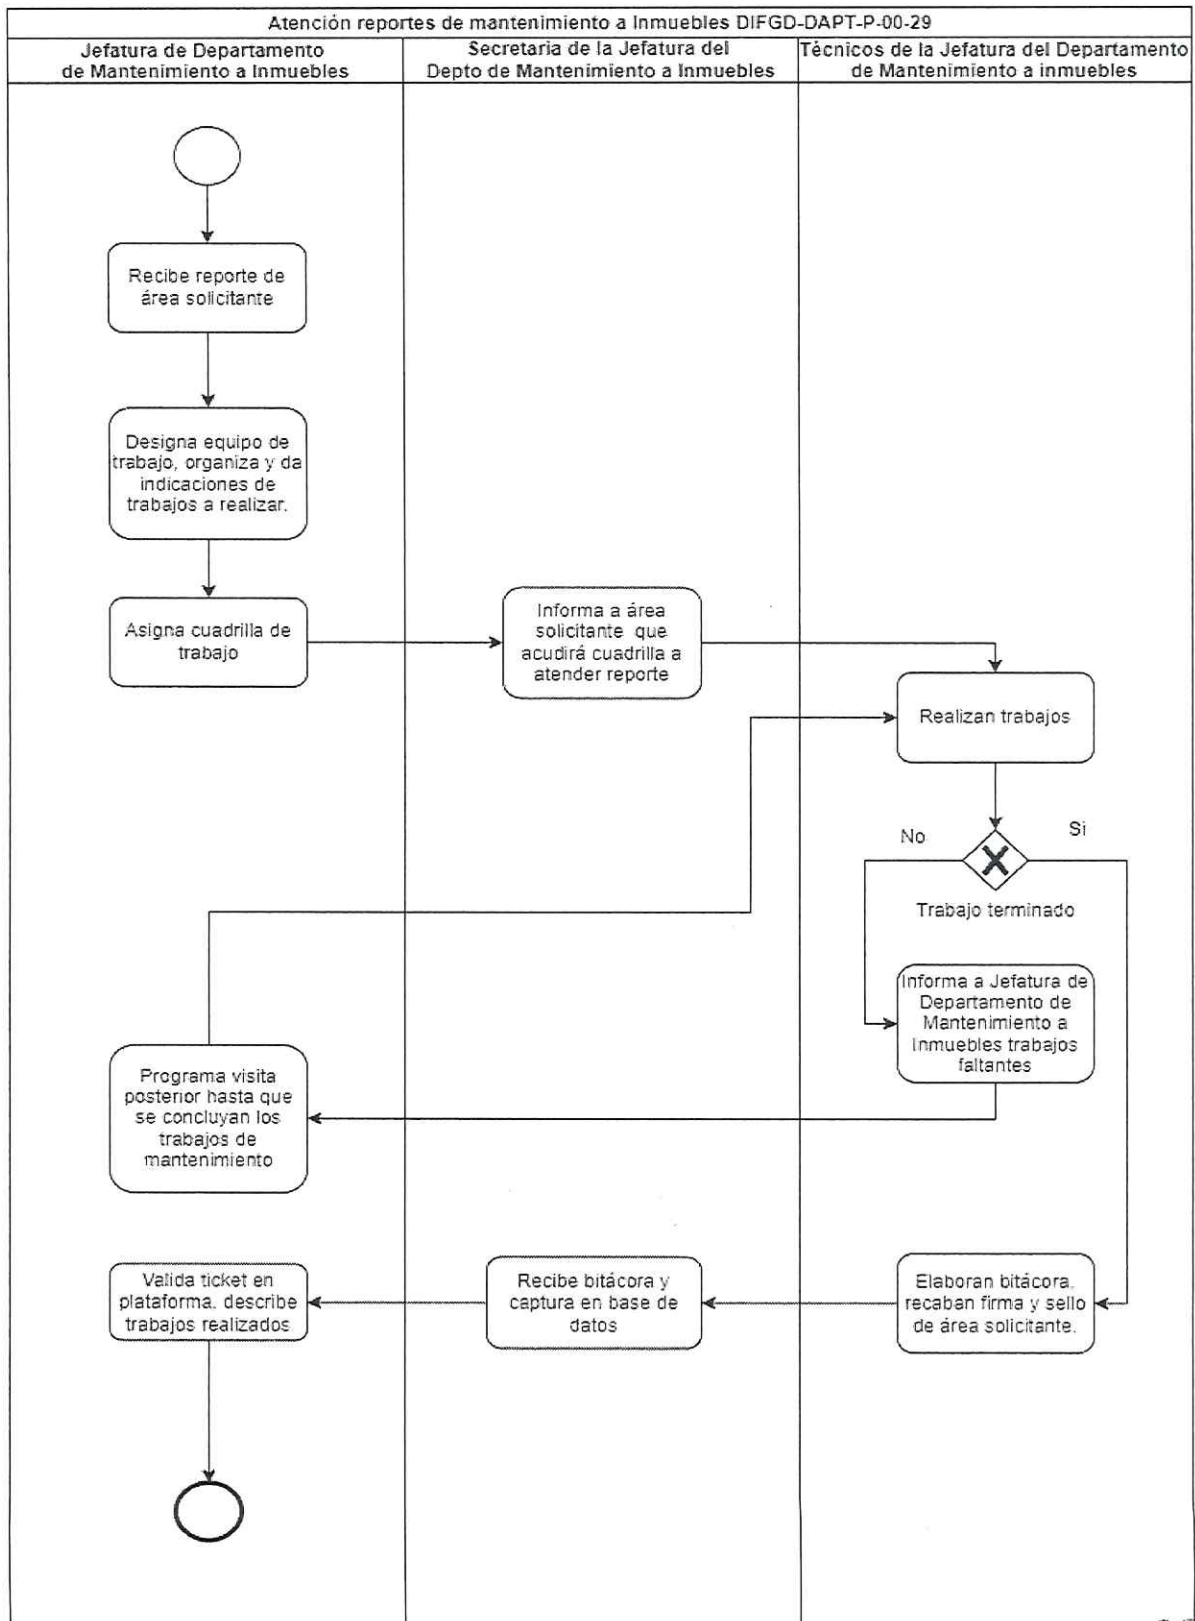 Atención reportes de mantenimiento a Inmuebles DIFGD-DAPT-P-00-29
Jefatura de Departamento
de Mantenimiento a Inmuebles
Secretaria de la Jefatura del
Depto de Mantenimiento a Inmuebles
Técnicos de la Jefatura del Departamento
de Mantenimiento a inmuebles
Recibe reporte de
área solicitante
Designa equipo de
trabajo, organiza y da
indicaciones de
trabajos a realizar.
Asigna cuadrilla de
trabajo
Informa a área
solicitante que
acudirá cuadrilla a
atender reporte
Realizan trabajos
No
Si
Trabajo terminado
Informa a Jefatura de
Departamento de
Mantenimiento a
Inmuebles trabajos
faltantes
Programa visita
posterior hasta que
se concluyan los
trabajos de
mantenimiento
Valida ticket en
plataforma. describe
trabajos realizados
Recibe bitácora y
captura en base de
datos
Elaboran bitácora.
recaban firma y sello
de área solicitante.